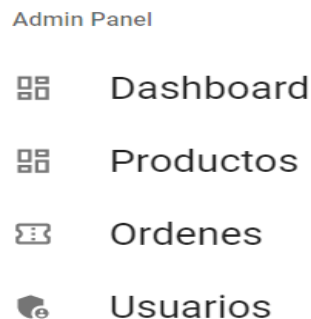 Admin Panel
Dashboard
Productos
Ordenes
Usuarios